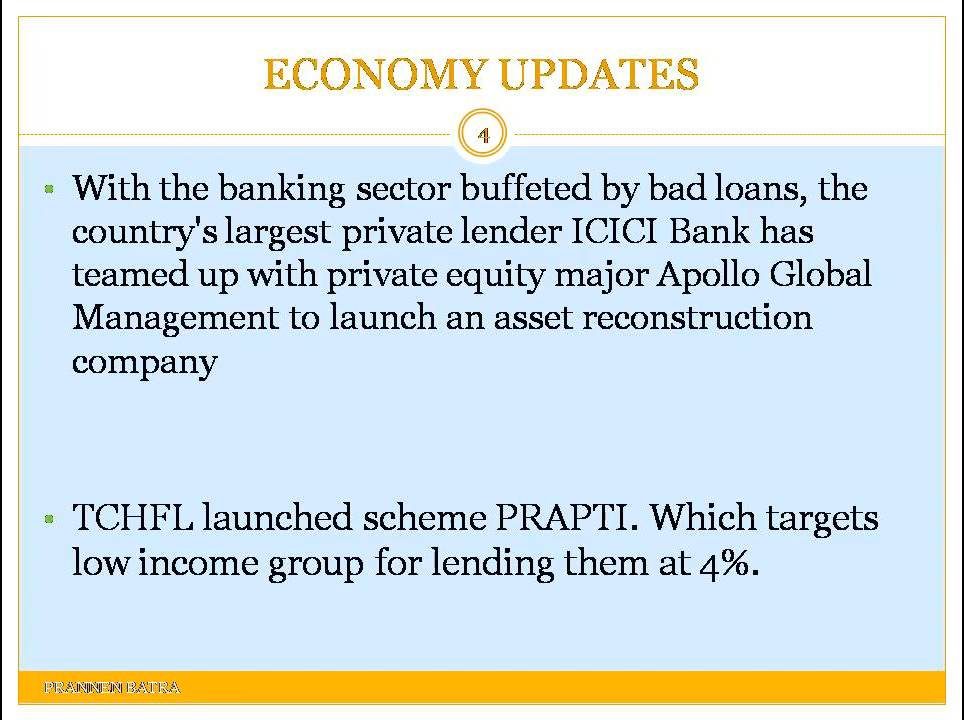 ECONOMY UPDATES
4
▪ With the banking sector buffeted by bad loans, the
country's largest private lender ICICI Bank has
teamed up with private equity major Apollo Global
Management to launch an asset reconstruction
company
▪ TCHFL launched scheme PRAPTI. Which targets
low income group for lending them at 4%.
PRANNEN BATRA